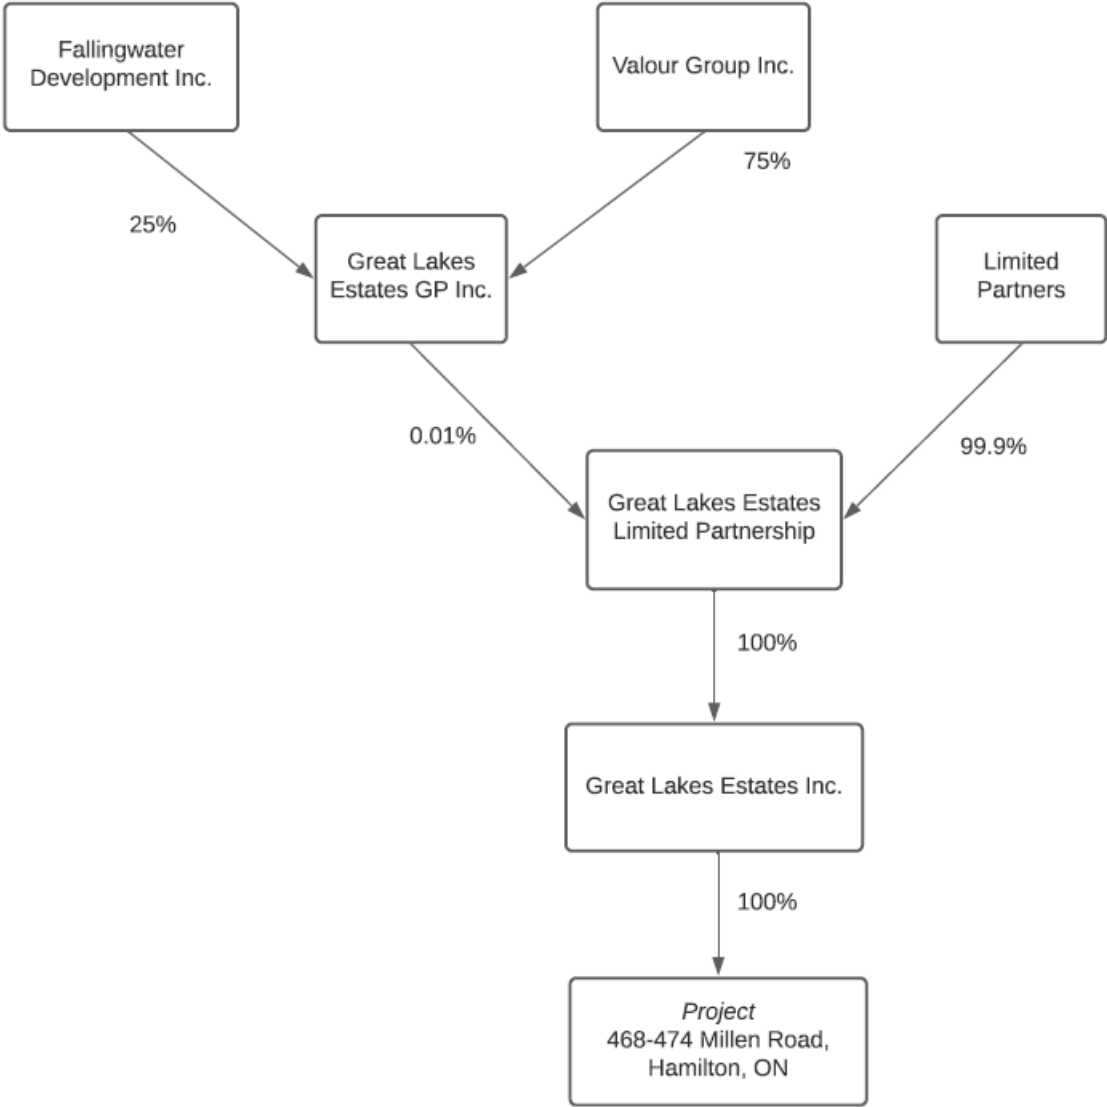 Fallingwater
Development Inc.
Valour Group Inc.
75%
25%
Great Lakes
Estates GP Inc.
Limited
Partners
0.01%
99.9%
Great Lakes Estates
Limited Partnership
100%
Great Lakes Estates Inc.
100%
Project
468-474 Millen Road,
Hamilton, ON